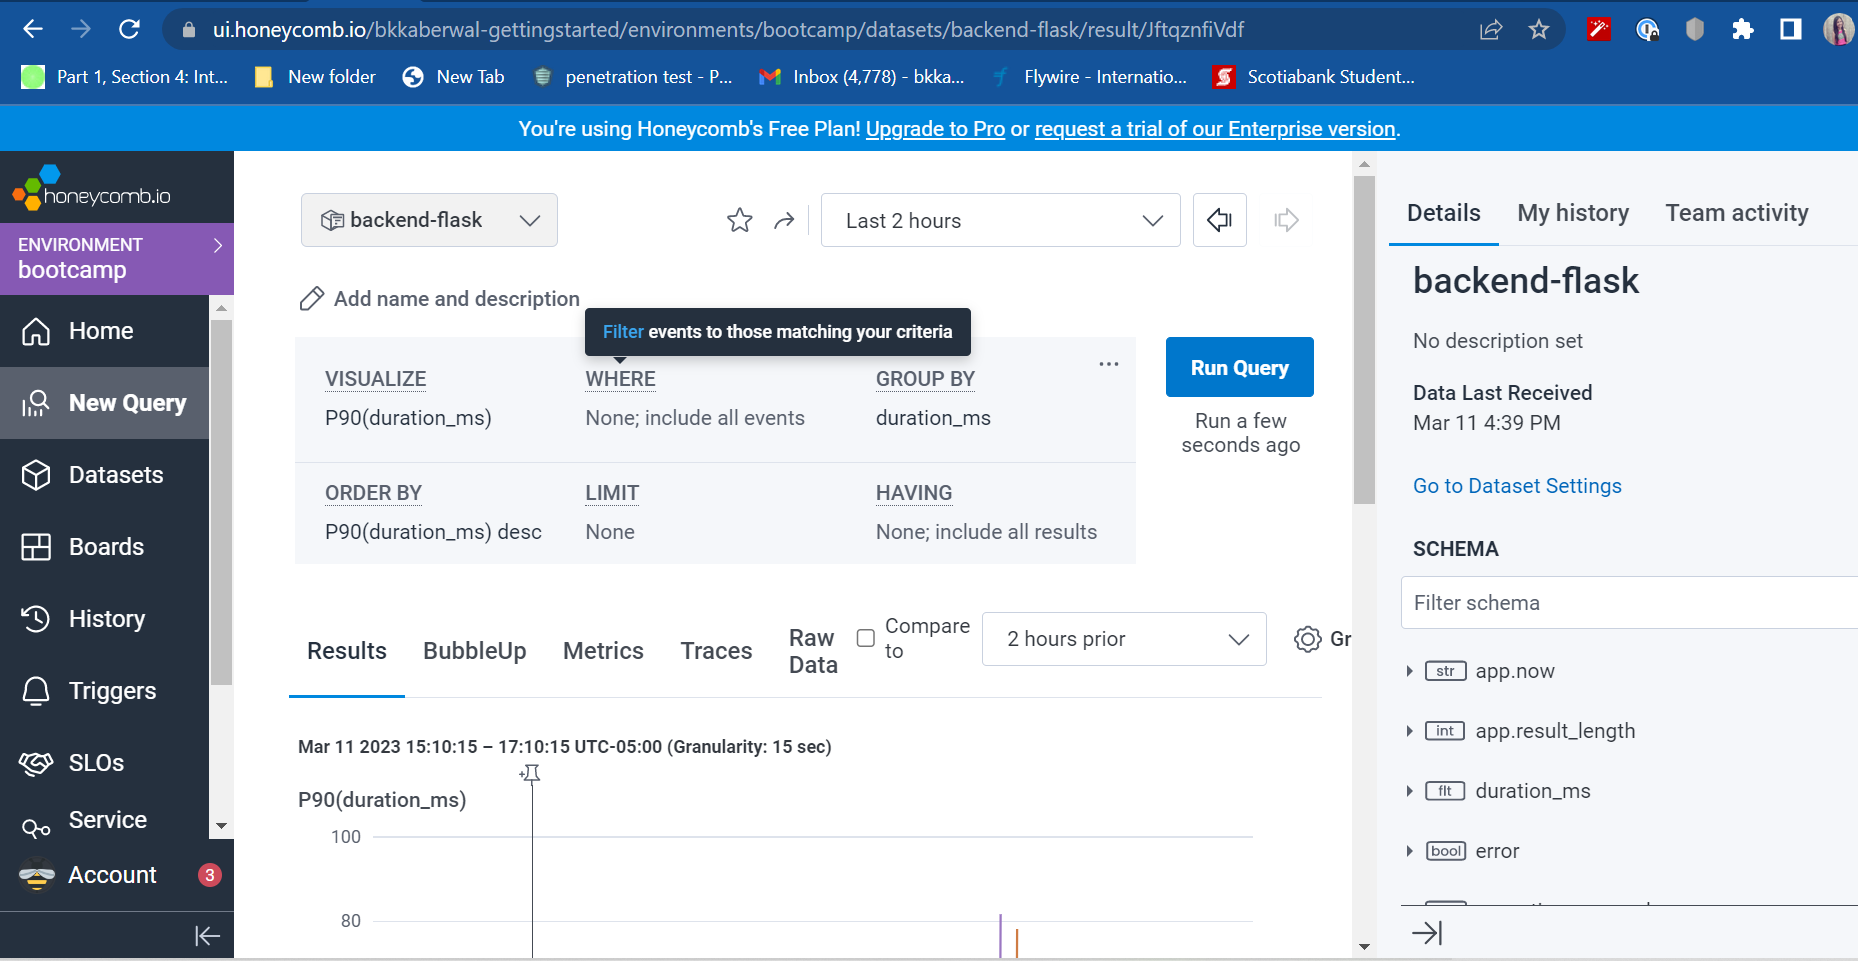 ui.honeycomb.io/bkkaberwal-gettingstarted/environments/bootcamp/datasets/backend-flask/result/JftqznfiVdf
Part 1, Section 4: Int...
New folder
New Tab
penetration test - P...
Inbox (4,778) - bkka...
Flywire - Internatio...
Scotiabank Student...
You're using Honeycomb's Free Plan! Upgrade to Pro or request a trial of our Enterprise version.
honeycomb.io
ENVIRONMENT
bootcamp
Home
New Query
Datasets
Boards
History
Triggers
SLOs
Service
Account
3
backend-flask
Last 2 hours
Add name and description
Filter events to those matching your criteria
VISUALIZE
P90(duration_ms)
WHERE
None; include all events
GROUP BY
duration_ms
Run Query
Run a few
seconds ago
ORDER BY
P90(duration_ms) desc
LIMIT
None
HAVING
None; include all results
Results
BubbleUp
Metrics
Traces
Raw
Data
Compare
to
2 hours prior
Gr
Mar 11 2023 15:10:15 – 17:10:15 UTC-05:00 (Granularity: 15 sec)
P90(duration_ms)
100
80
Details
My history
Team activity
backend-flask
No description set
Data Last Received
Mar 11 4:39 PM
Go to Dataset Settings
SCHEMA
Filter schema
str app.now
int app.result_length
flt duration_ms
bool error